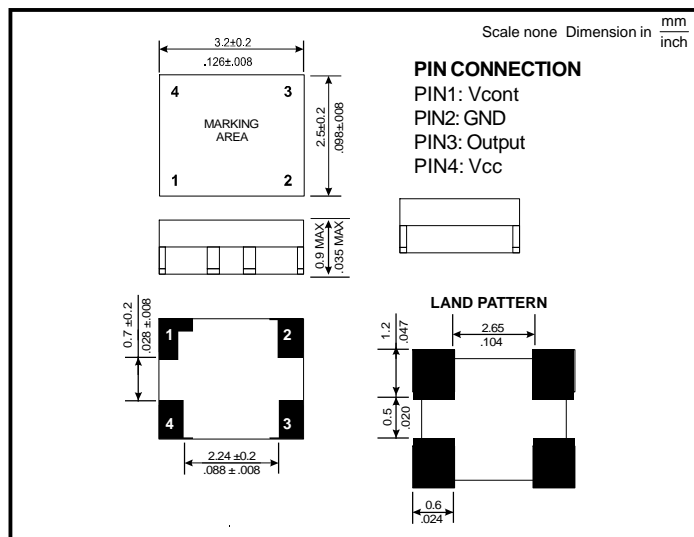 Scale none Dimension in mm
inch
3.2±0.2
.126±.008
4 3
MARKING
AREA
1 2
2.5±0.2
.098±.008
PIN CONNECTION
PIN1: Vcont
PIN2: GND
PIN3: Output
PIN4: Vcc
0.9 MAX
.035 MAX
0.7 ±0.2
.028 ±.008
1 2
4 3
2.24 ±0.2
.088 ± .008
LAND PATTERN
1.2
.047
2.65
.104
0.5
.020
0.6
.024